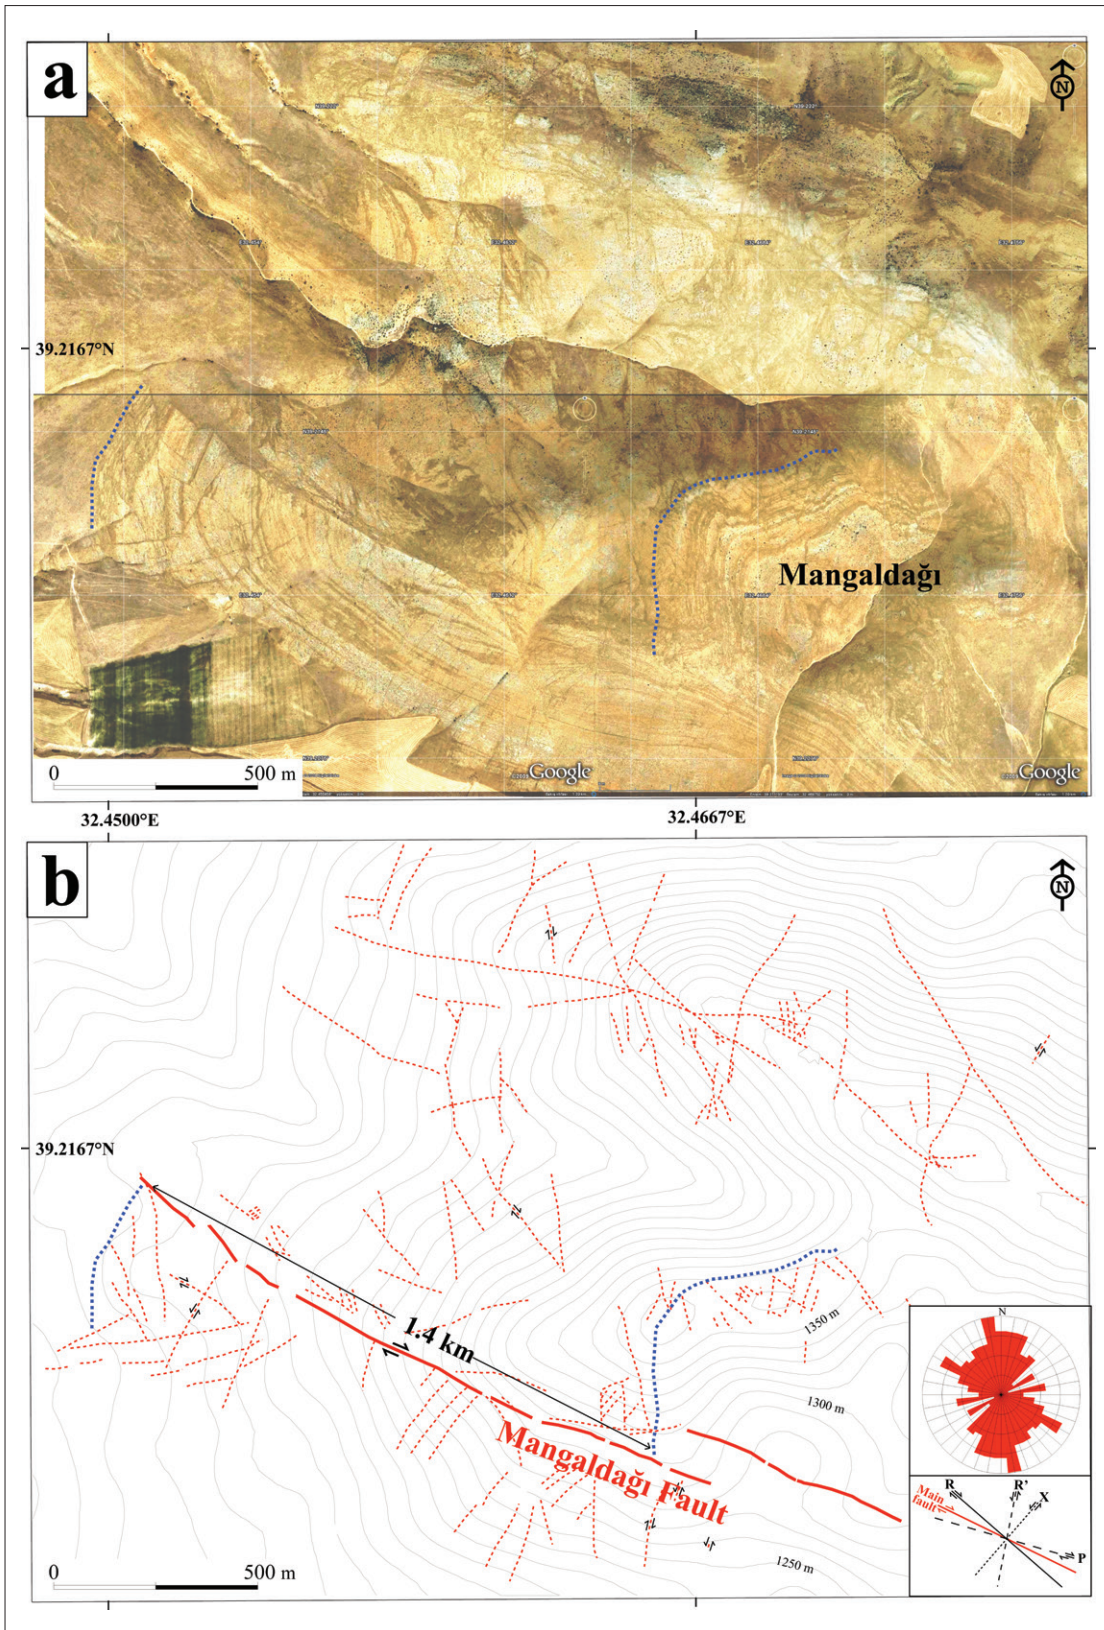 a
N
39.2167°N
Mangaldağı
0 500 m
Google
Google
32.4500°E
32.4667°E
b
N
39.2167°N
1.4 km
Mangaldağı Fault
1350 m
1300 m
1250 m
N
R
R'
X
Main
fault
P
0 500 m